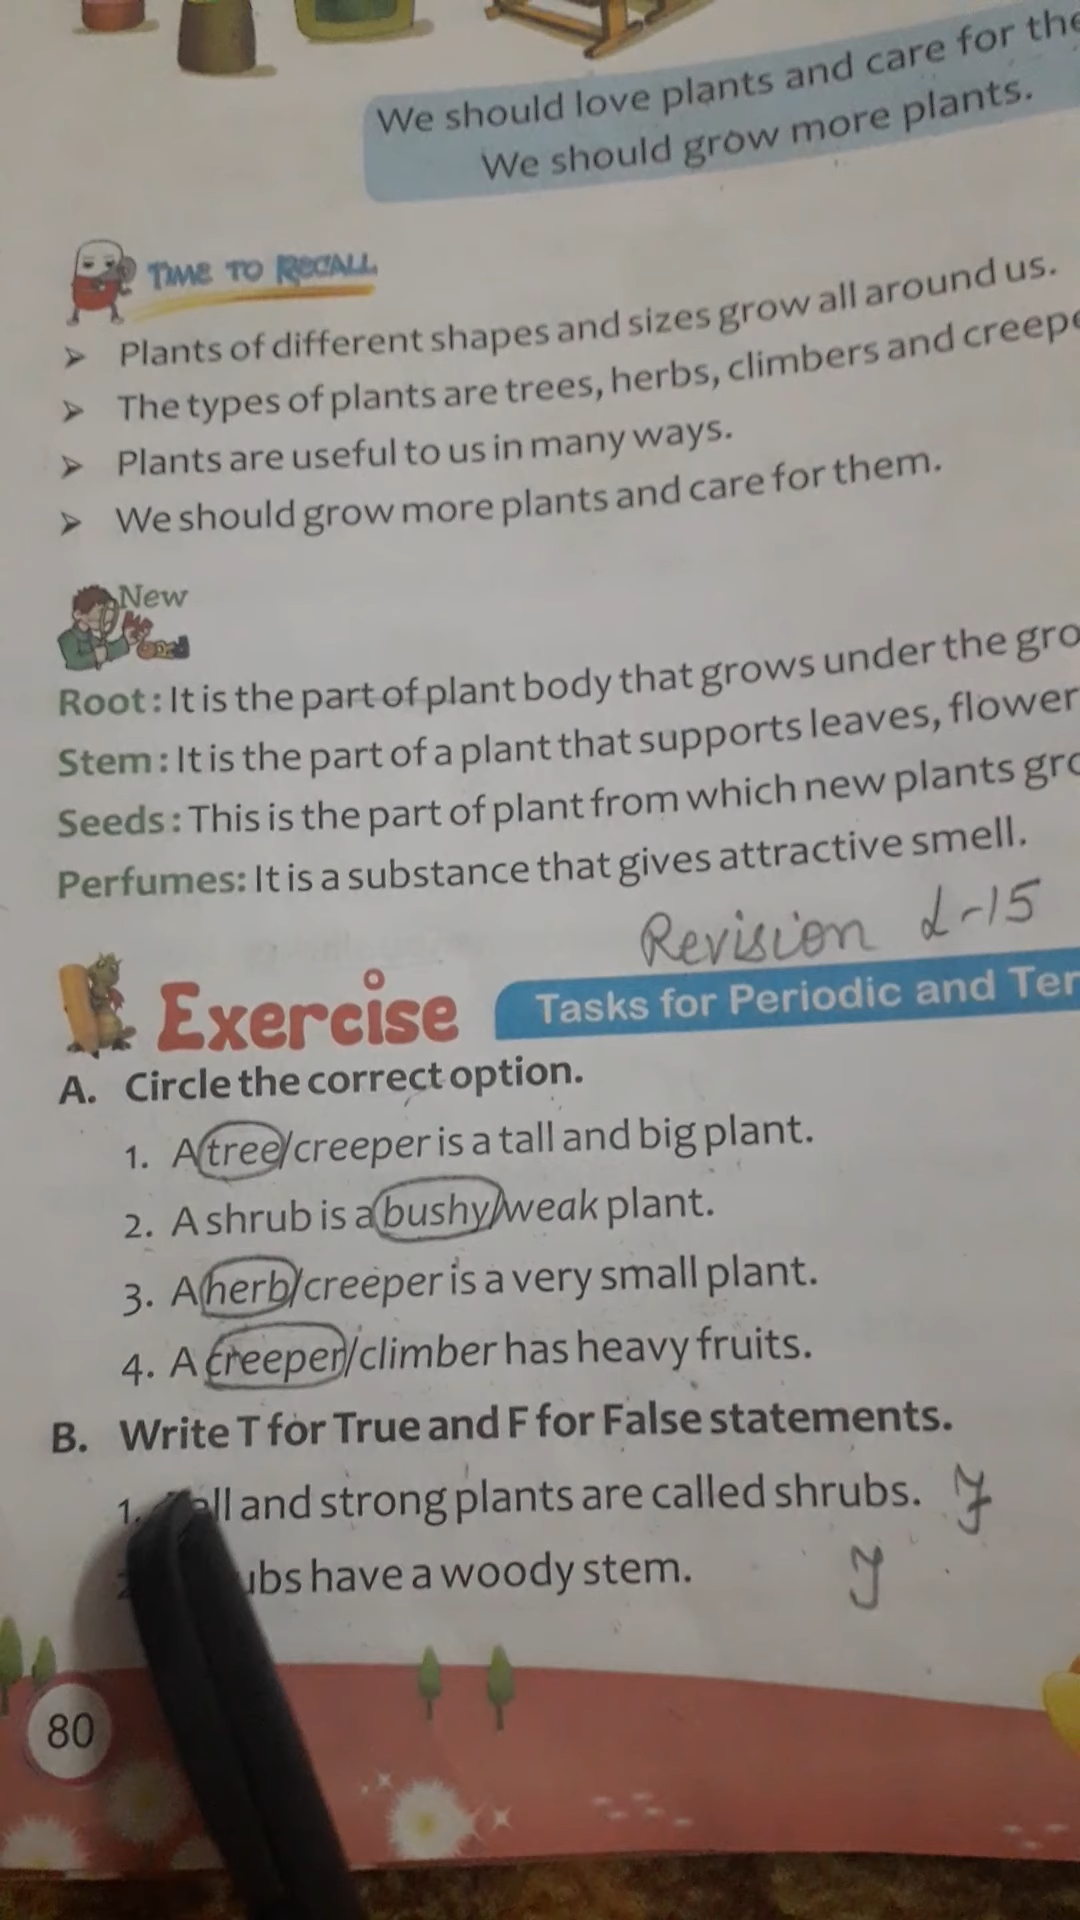 We should love plants and care for the
We should grow more plants.
TIME TO RECALL
➤ Plants of different shapes and sizes grow all around us.
➤ The types of plants are trees, herbs, climbers and creepe
➤ Plants are useful to us in many ways.
➤ We should grow more plants and care for them.
New
Word
Root : It is the part of plant body that grows under the gro
Stem : It is the part of a plant that supports leaves, flower
Seeds : This is the part of plant from which new plants gro
Perfumes: It is a substance that gives attractive smell.
Revision L-15
Exercise Tasks for Periodic and Ter
A. Circle the correct option.
1. A tree/creeper is a tall and big plant.
2. A shrub is a bushy/weak plant.
3. A herb/creeper is a very small plant.
4. A creeper/climber has heavy fruits.
B. Write T for True and F for False statements.
1. all and strong plants are called shrubs. F
ubs have a woody stem.
80